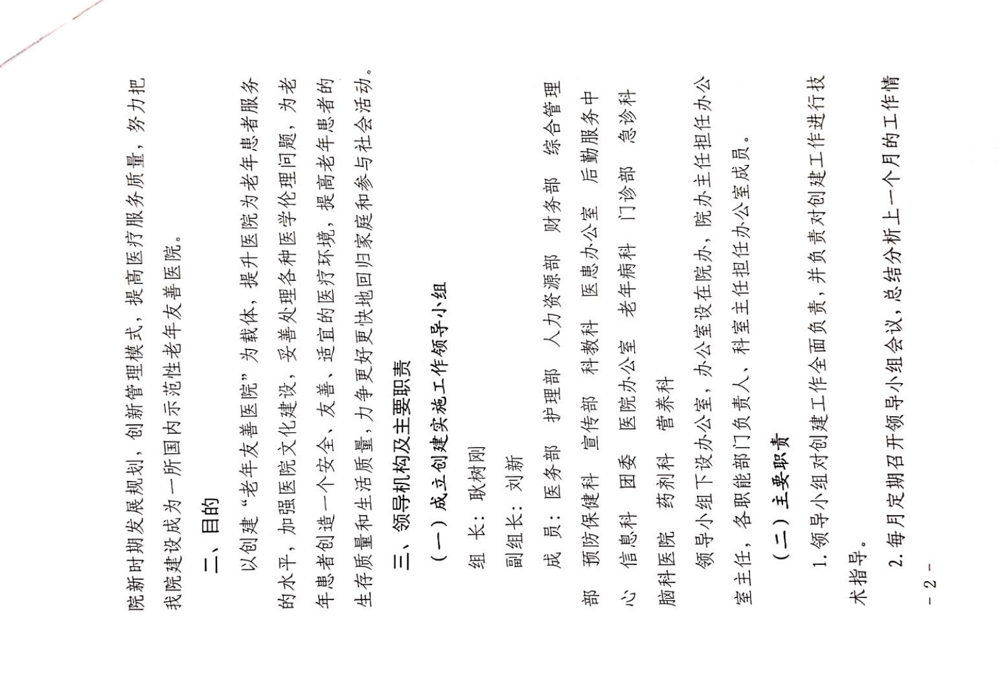 院新时期发展规划，创新管理模式，提高医疗服务质量，努力把
我院建设成为一所国内示范性老年友善医院。
二、目的
以创建“老年友善医院”为载体，提升医院为老年患者服务
的水平，加强医院文化建设，妥善处理各种医学伦理问题，为老
年患者创造一个安全、友善、适宜的医疗环境，提高老年患者的
生存质量和生活质量，力争更好更快地回归家庭和参与社会活动。
三、领导机构及主要职责
（一）成立创建实施工作领导小组
组 长：耿树刚
副组长：刘新
成 员：医务部 护理部 人力资源部 财务部 综合管理
部 预防保健科 宣传部 科教科 医患办公室 后勤服务中
心 信息科 团委 医院办公室 老年病科 门诊部 急诊科
脑科医院 药剂科 营养科
领导小组下设办公室，办公室设在院办，院办主任担任办公
室主任，各职能部门负责人、科室主任担任办公室成员。
（二）主要职责
1.领导小组对创建工作全面负责，并负责对创建工作进行技
术指导。
2.每月定期召开领导小组会议，总结分析上一个月的工作情
- 2 -